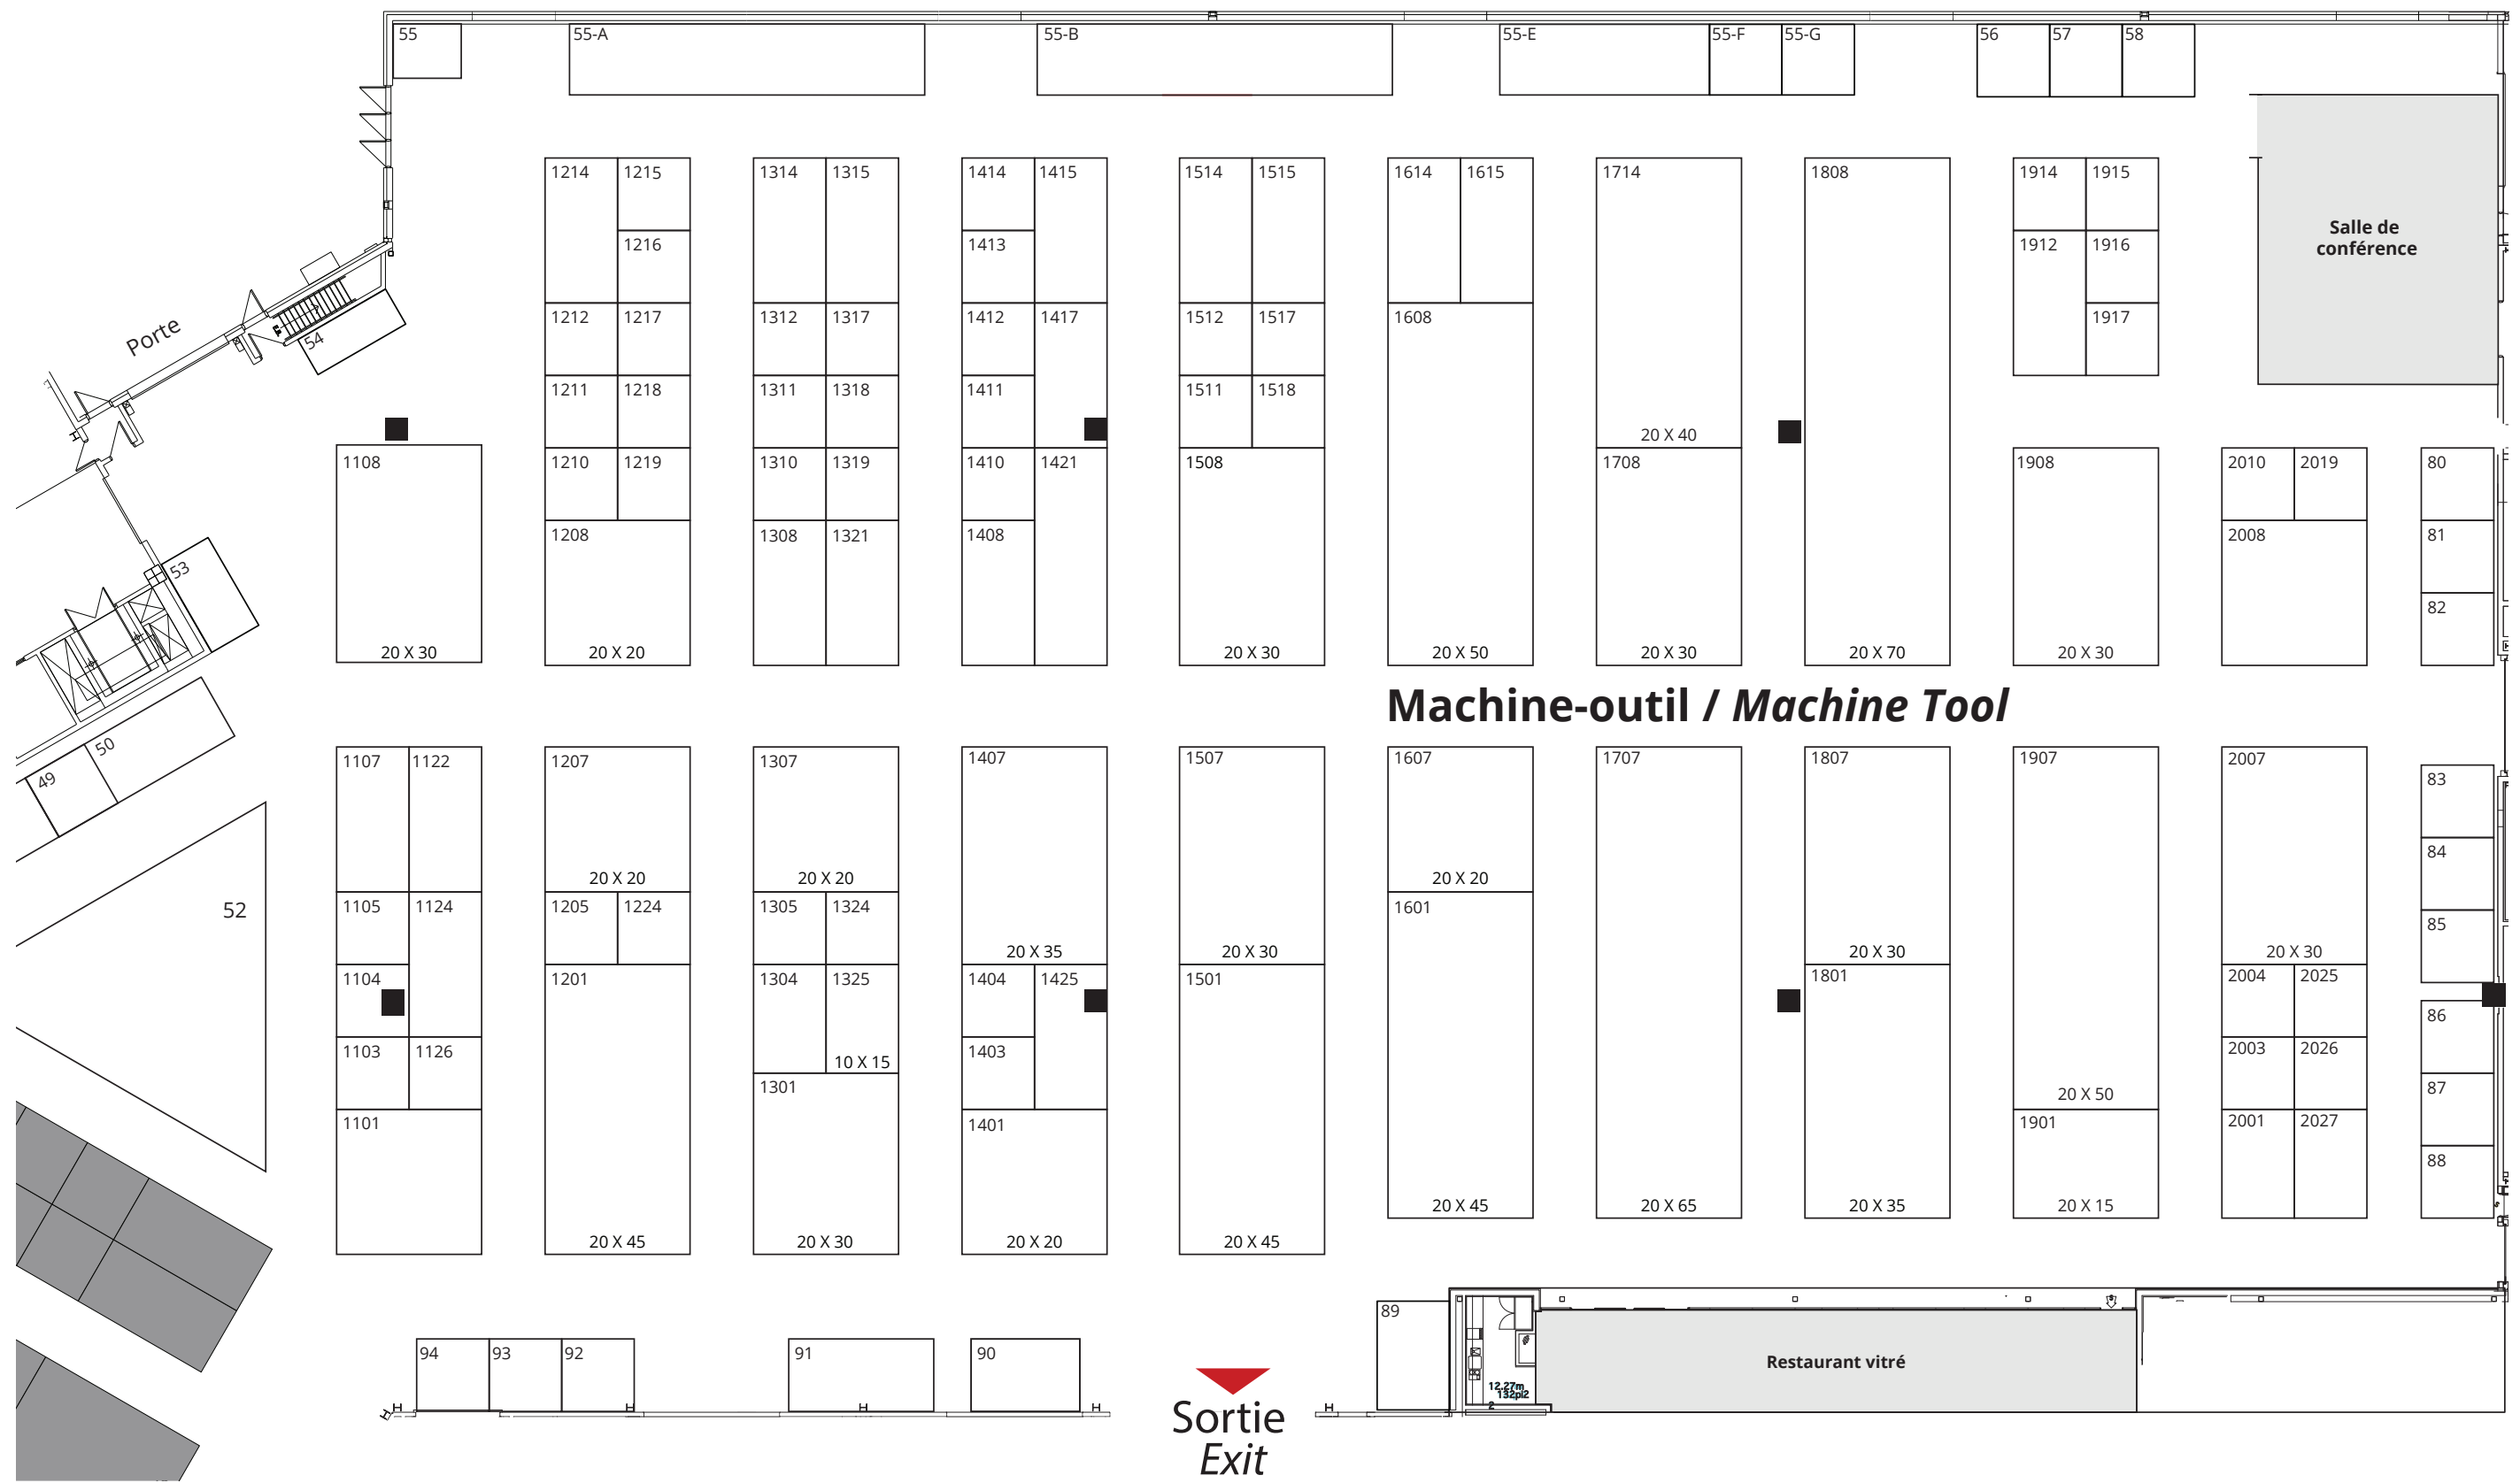 55 55-A 55-B 55-E 55-F 55-G 56 57 58
1214 1215 1314 1315 1414 1415 1514 1515 1614 1615 1714 1808 1914 1915
Salle de
conférence
1216 1413 1912 1916
Porte
54
1212 1217 1312 1317 1412 1417 1512 1517 1608 1917
1211 1218 1311 1318 1411 1511 1518
20 X 40
1108 1210 1219 1310 1319 1410 1421 1508 1708 1908 2010 2019 80
1208 1308 1321 1408 2008 81
53
82
20 X 30 20 X 20 20 X 30 20 X 50 20 X 30 20 X 70 20 X 30
Machine-outil / Machine Tool
50
49
1107 1122 1207 1307 1407 1507 1607 1707 1807 1907 2007
83
84
20 X 20 20 X 20 20 X 20
52
1105 1124 1205 1224 1305 1324 1601
85
20 X 35 20 X 30 20 X 30 20 X 30
1104 1201 1304 1325 1404 1425 1501 1801 2004 2025
86
1103 1126 1403 2003 2026
10 X 15
1301 87
20 X 50
1101 1401 1901 2001 2027
88
20 X 45 20 X 65 20 X 35 20 X 15
20 X 45 20 X 30 20 X 20 20 X 45
89
94 93 92 91 90
Restaurant vitré
12.27m
132pi2
2
Sortie
Exit